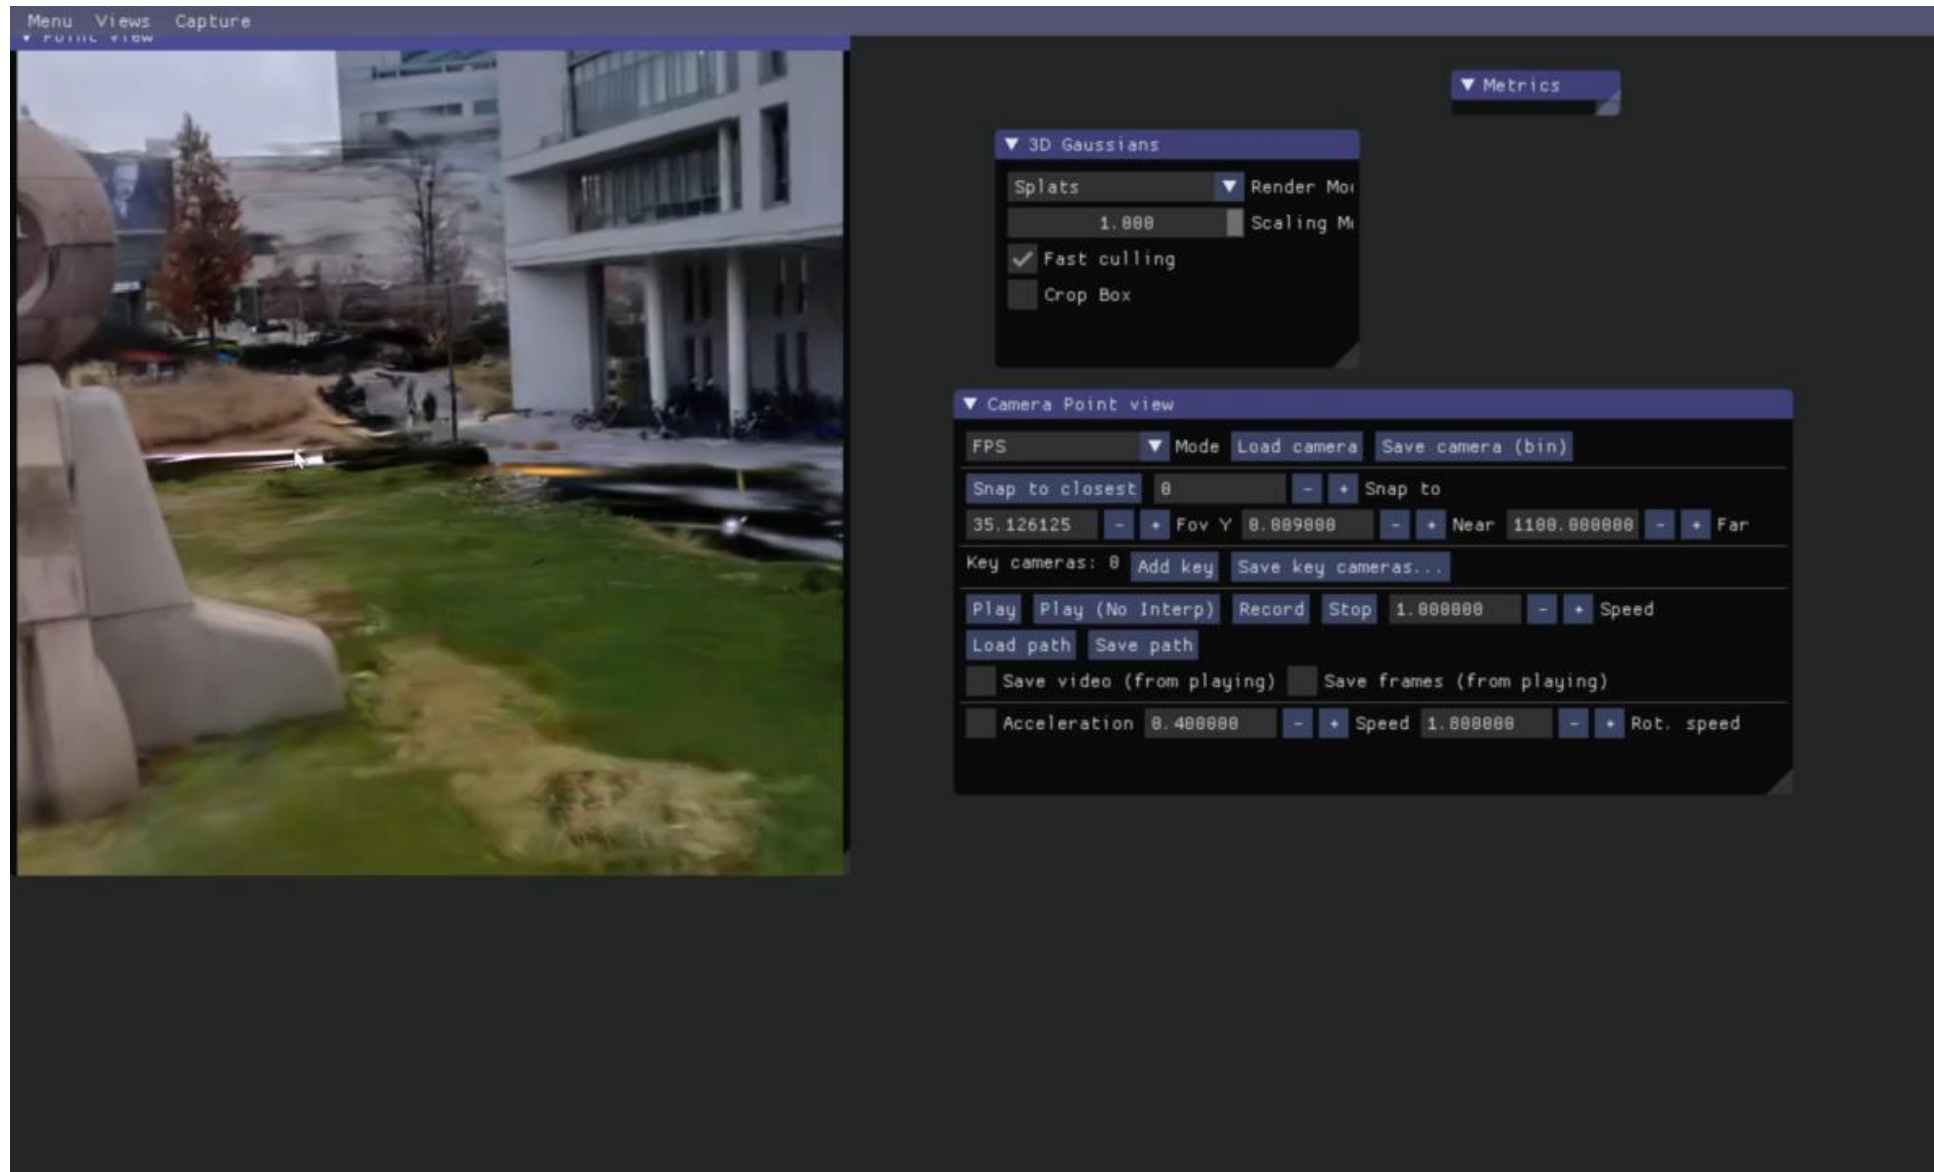 Menu Views Capture
Point view
Metrics
3D Gaussians
Splats Render Mo
1.000 Scaling M
Fast culling
Crop Box
Camera Point view
FPS Mode Load camera Save camera (bin)
Snap to closest 0 - + Snap to
35.126125 - + Fov Y 0.009000 - + Near 1100.000000 - + Far
Key cameras: 0 Add key Save key cameras...
Play Play (No Interp) Record Stop 1.000000 - + Speed
Load path Save path
Save video (from playing) Save frames (from playing)
Acceleration 0.400000 - + Speed 1.800000 - + Rot. speed